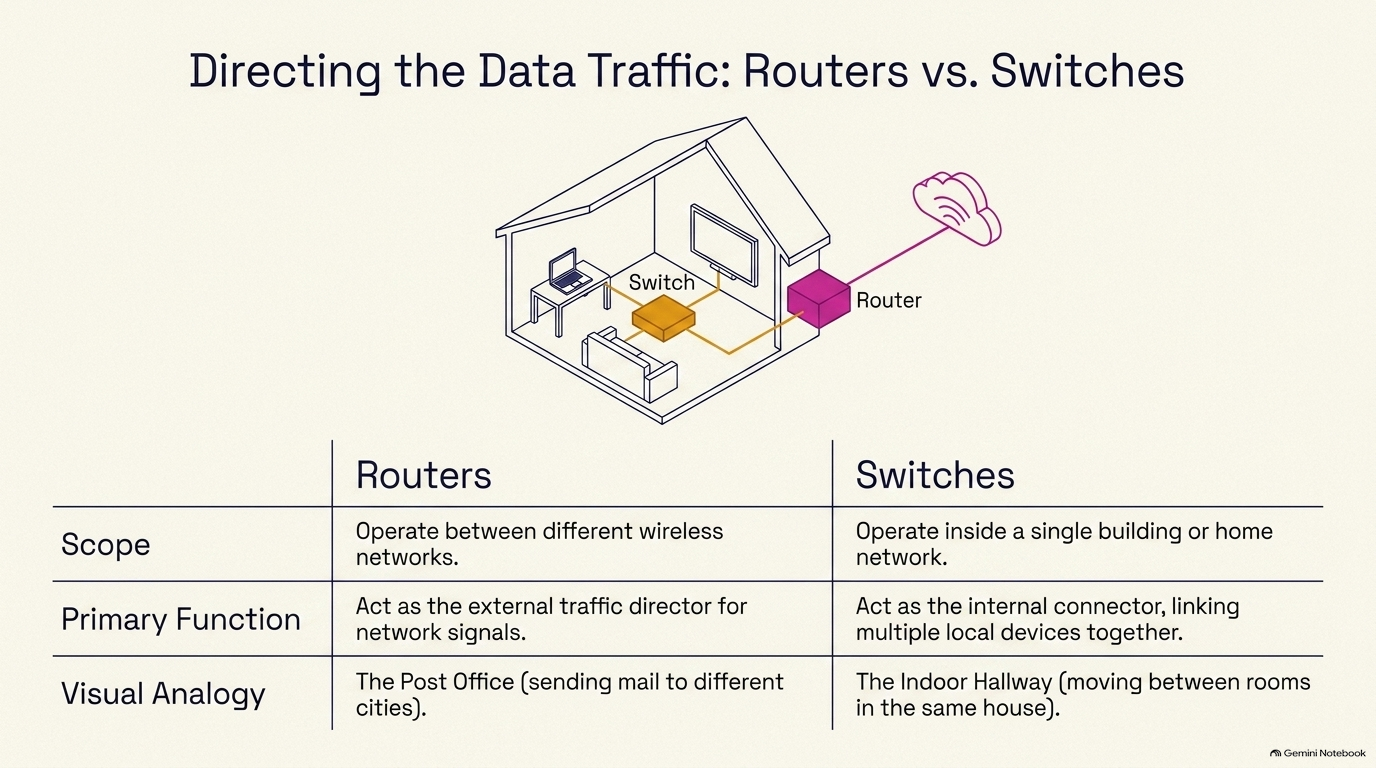 Directing the Data Traffic: Routers vs. Switches
Switch
Router
Routers
Switches
Scope
Operate between different wireless
networks.
Operate inside a single building or home
network.
Primary Function
Act as the external traffic director for
network signals.
Act as the internal connector, linking
multiple local devices together.
Visual Analogy
The Post Office (sending mail to different
cities).
The Indoor Hallway (moving between rooms
in the same house).
Gemini Notebook